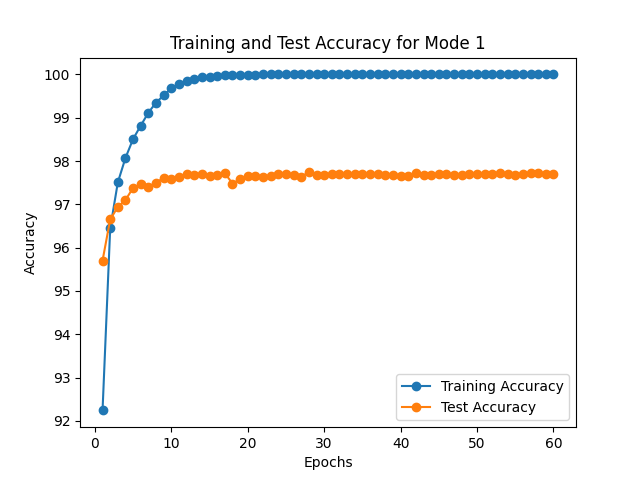 Training and Test Accuracy for Mode 1
100
99
98
97
96
95
94
93
92
Accuracy
0 10 20 30 40 50 60
Epochs
Training Accuracy
Test Accuracy